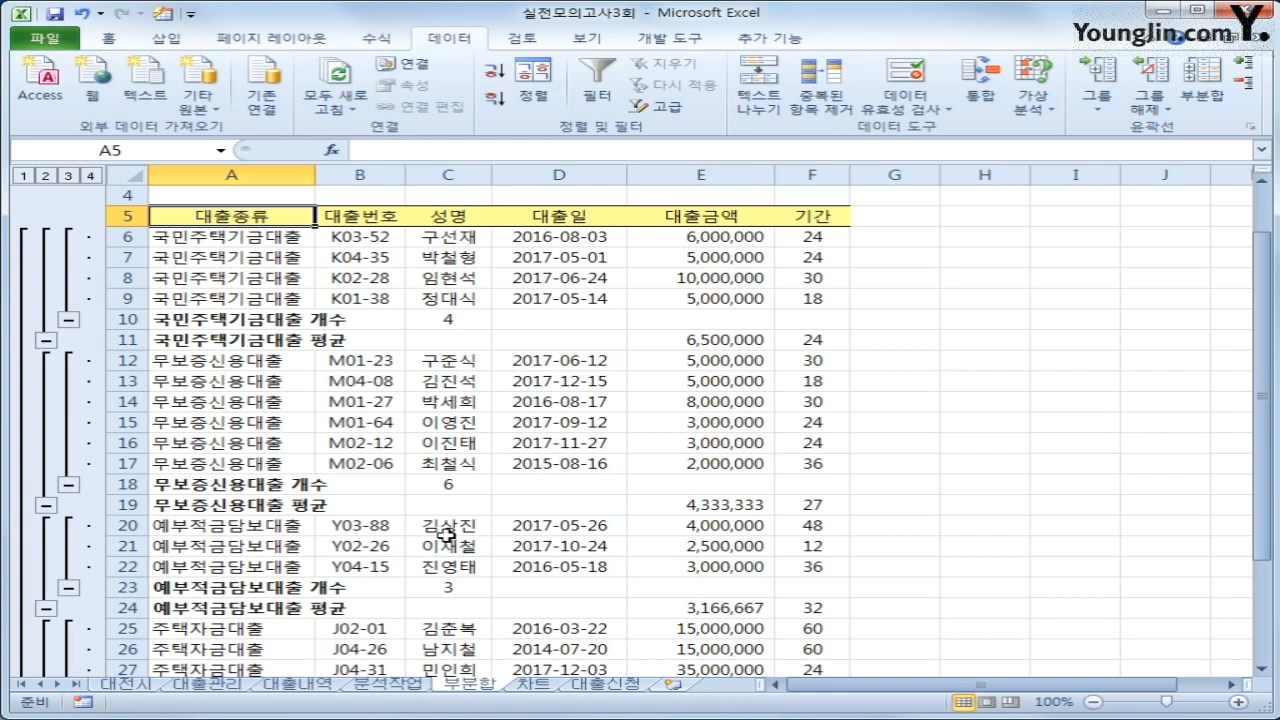 실전모의고사3회 - Microsoft Excel
Younglin.com Y.
파일 홈 삽입 페이지 레이아웃 수식 데이터 검토 보기 개발 도구 추가 기능
Access 웹 텍스트 기타 원본 기존 연결 모두 새로 고침 연결 속성 연결 편집 정렬 필터 지우기 다시 적용 고급 텍스트 나누기 중복된 항목 제거 데이터 유효성 검사 통합 가상 분석 그룹 그룹 해제 부분합
외부 데이터 가져오기 연결 정렬 및 필터 데이터 도구 윤곽선
A5 fx
1 2 3 4 A B C D E F G H I J
4
5 대출종류 대출번호 성명 대출일 대출금액 기간
6 국민주택기금대출 K03-52 구선재 2016-08-03 6,000,000 24
7 국민주택기금대출 K04-35 박철형 2017-05-01 5,000,000 24
8 국민주택기금대출 K02-28 임현석 2017-06-24 10,000,000 30
9 국민주택기금대출 K01-38 정대식 2017-05-14 5,000,000 18
10 국민주택기금대출 개수 4
11 국민주택기금대출 평균 6,500,000 24
12 무보증신용대출 M01-23 구준식 2017-06-12 5,000,000 30
13 무보증신용대출 M04-08 김진석 2017-12-15 5,000,000 18
14 무보증신용대출 M01-27 박세희 2016-08-17 8,000,000 30
15 무보증신용대출 M01-64 이영진 2017-09-12 3,000,000 24
16 무보증신용대출 M02-12 이진태 2017-11-27 3,000,000 24
17 무보증신용대출 M02-06 최철식 2015-08-16 2,000,000 36
18 무보증신용대출 개수 6
19 무보증신용대출 평균 4,333,333 27
20 예부적금담보대출 Y03-88 김상진 2017-05-26 4,000,000 48
21 예부적금담보대출 Y02-26 이재철 2017-10-24 2,500,000 12
22 예부적금담보대출 Y04-15 진영태 2016-05-18 3,000,000 36
23 예부적금담보대출 개수 3
24 예부적금담보대출 평균 3,166,667 32
25 주택자금대출 J02-01 김춘복 2016-03-22 15,000,000 60
26 주택자금대출 J04-26 남지철 2014-07-20 15,000,000 60
27 주택자금대출 J04-31 민인희 2017-12-03 35,000,000 24
대전시 대출관리 대출내역 분석작업 부분합 차트 대출신청
준비 100%